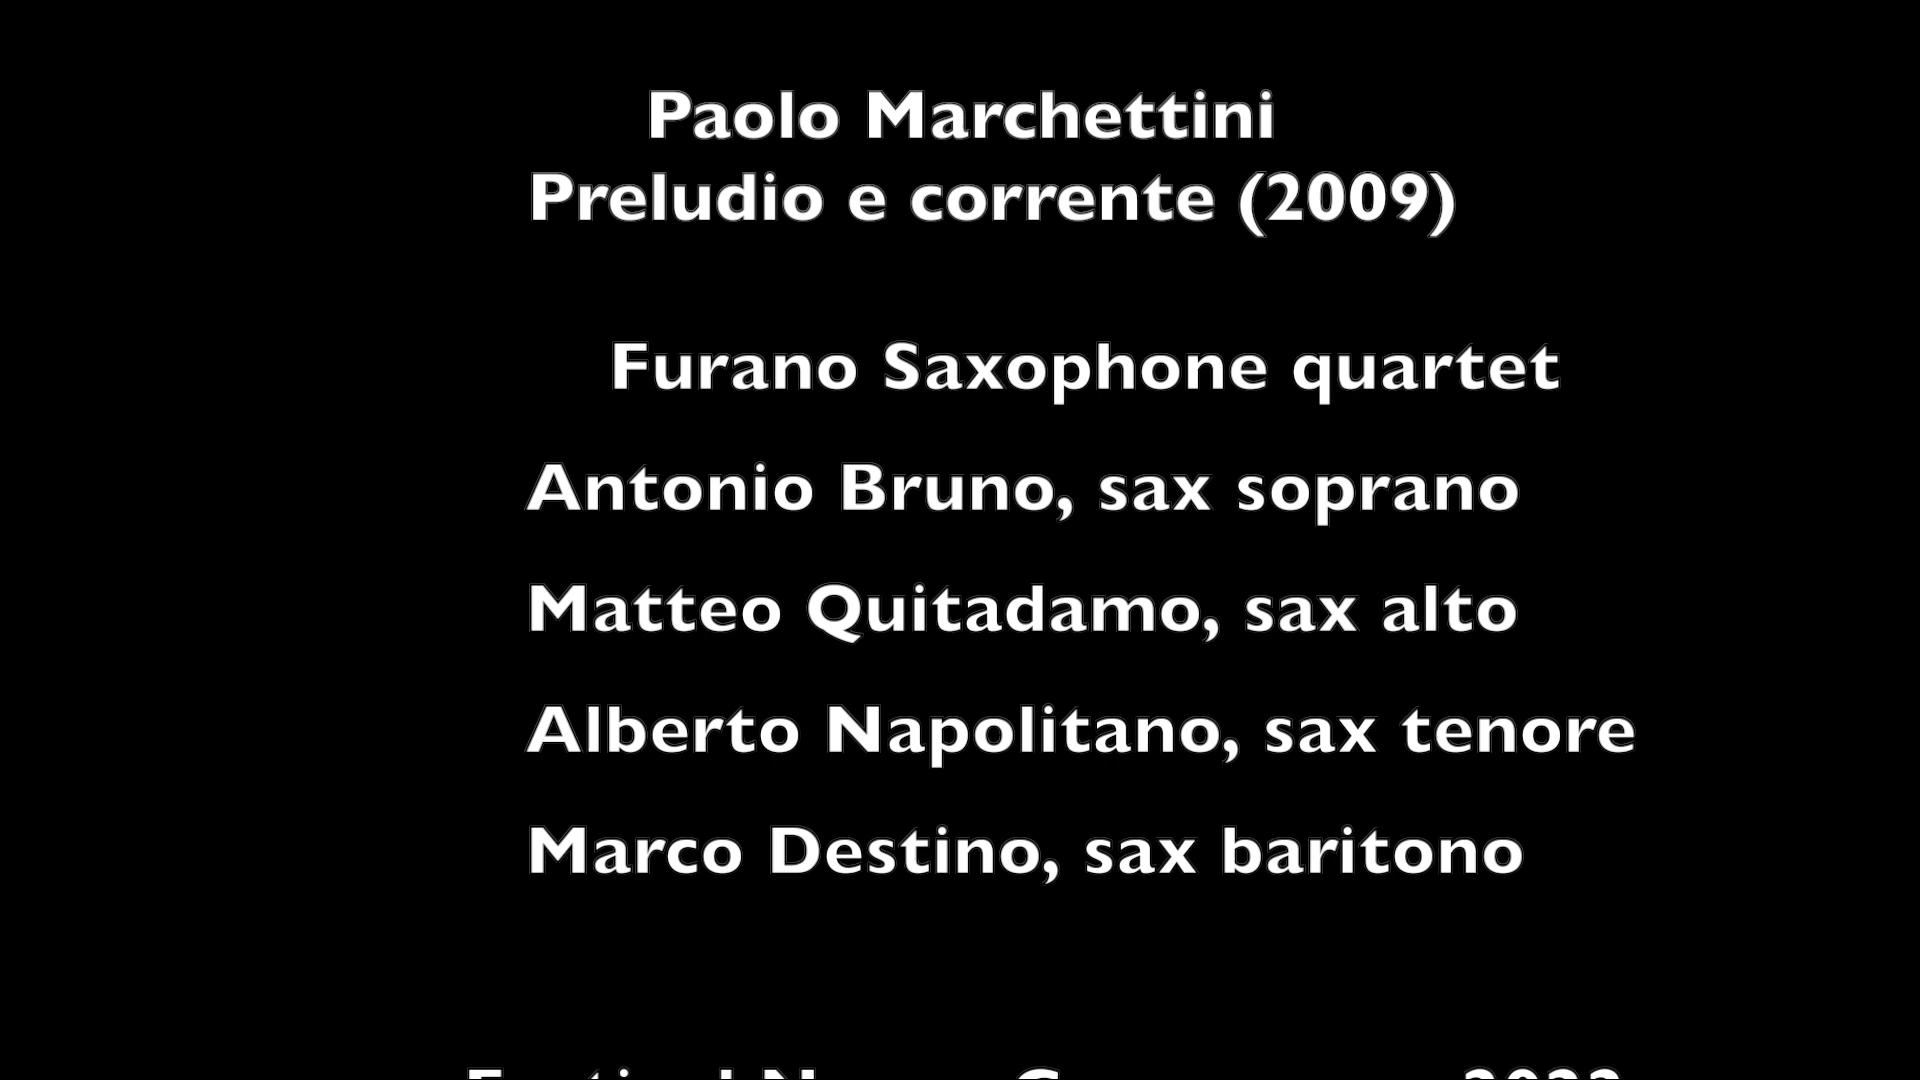 Paolo Marchettini
Preludio e corrente (2009)
Furano Saxophone quartet
Antonio Bruno, sax soprano
Matteo Quitadamo, sax alto
Alberto Napolitano, sax tenore
Marco Destino, sax baritono
Festival